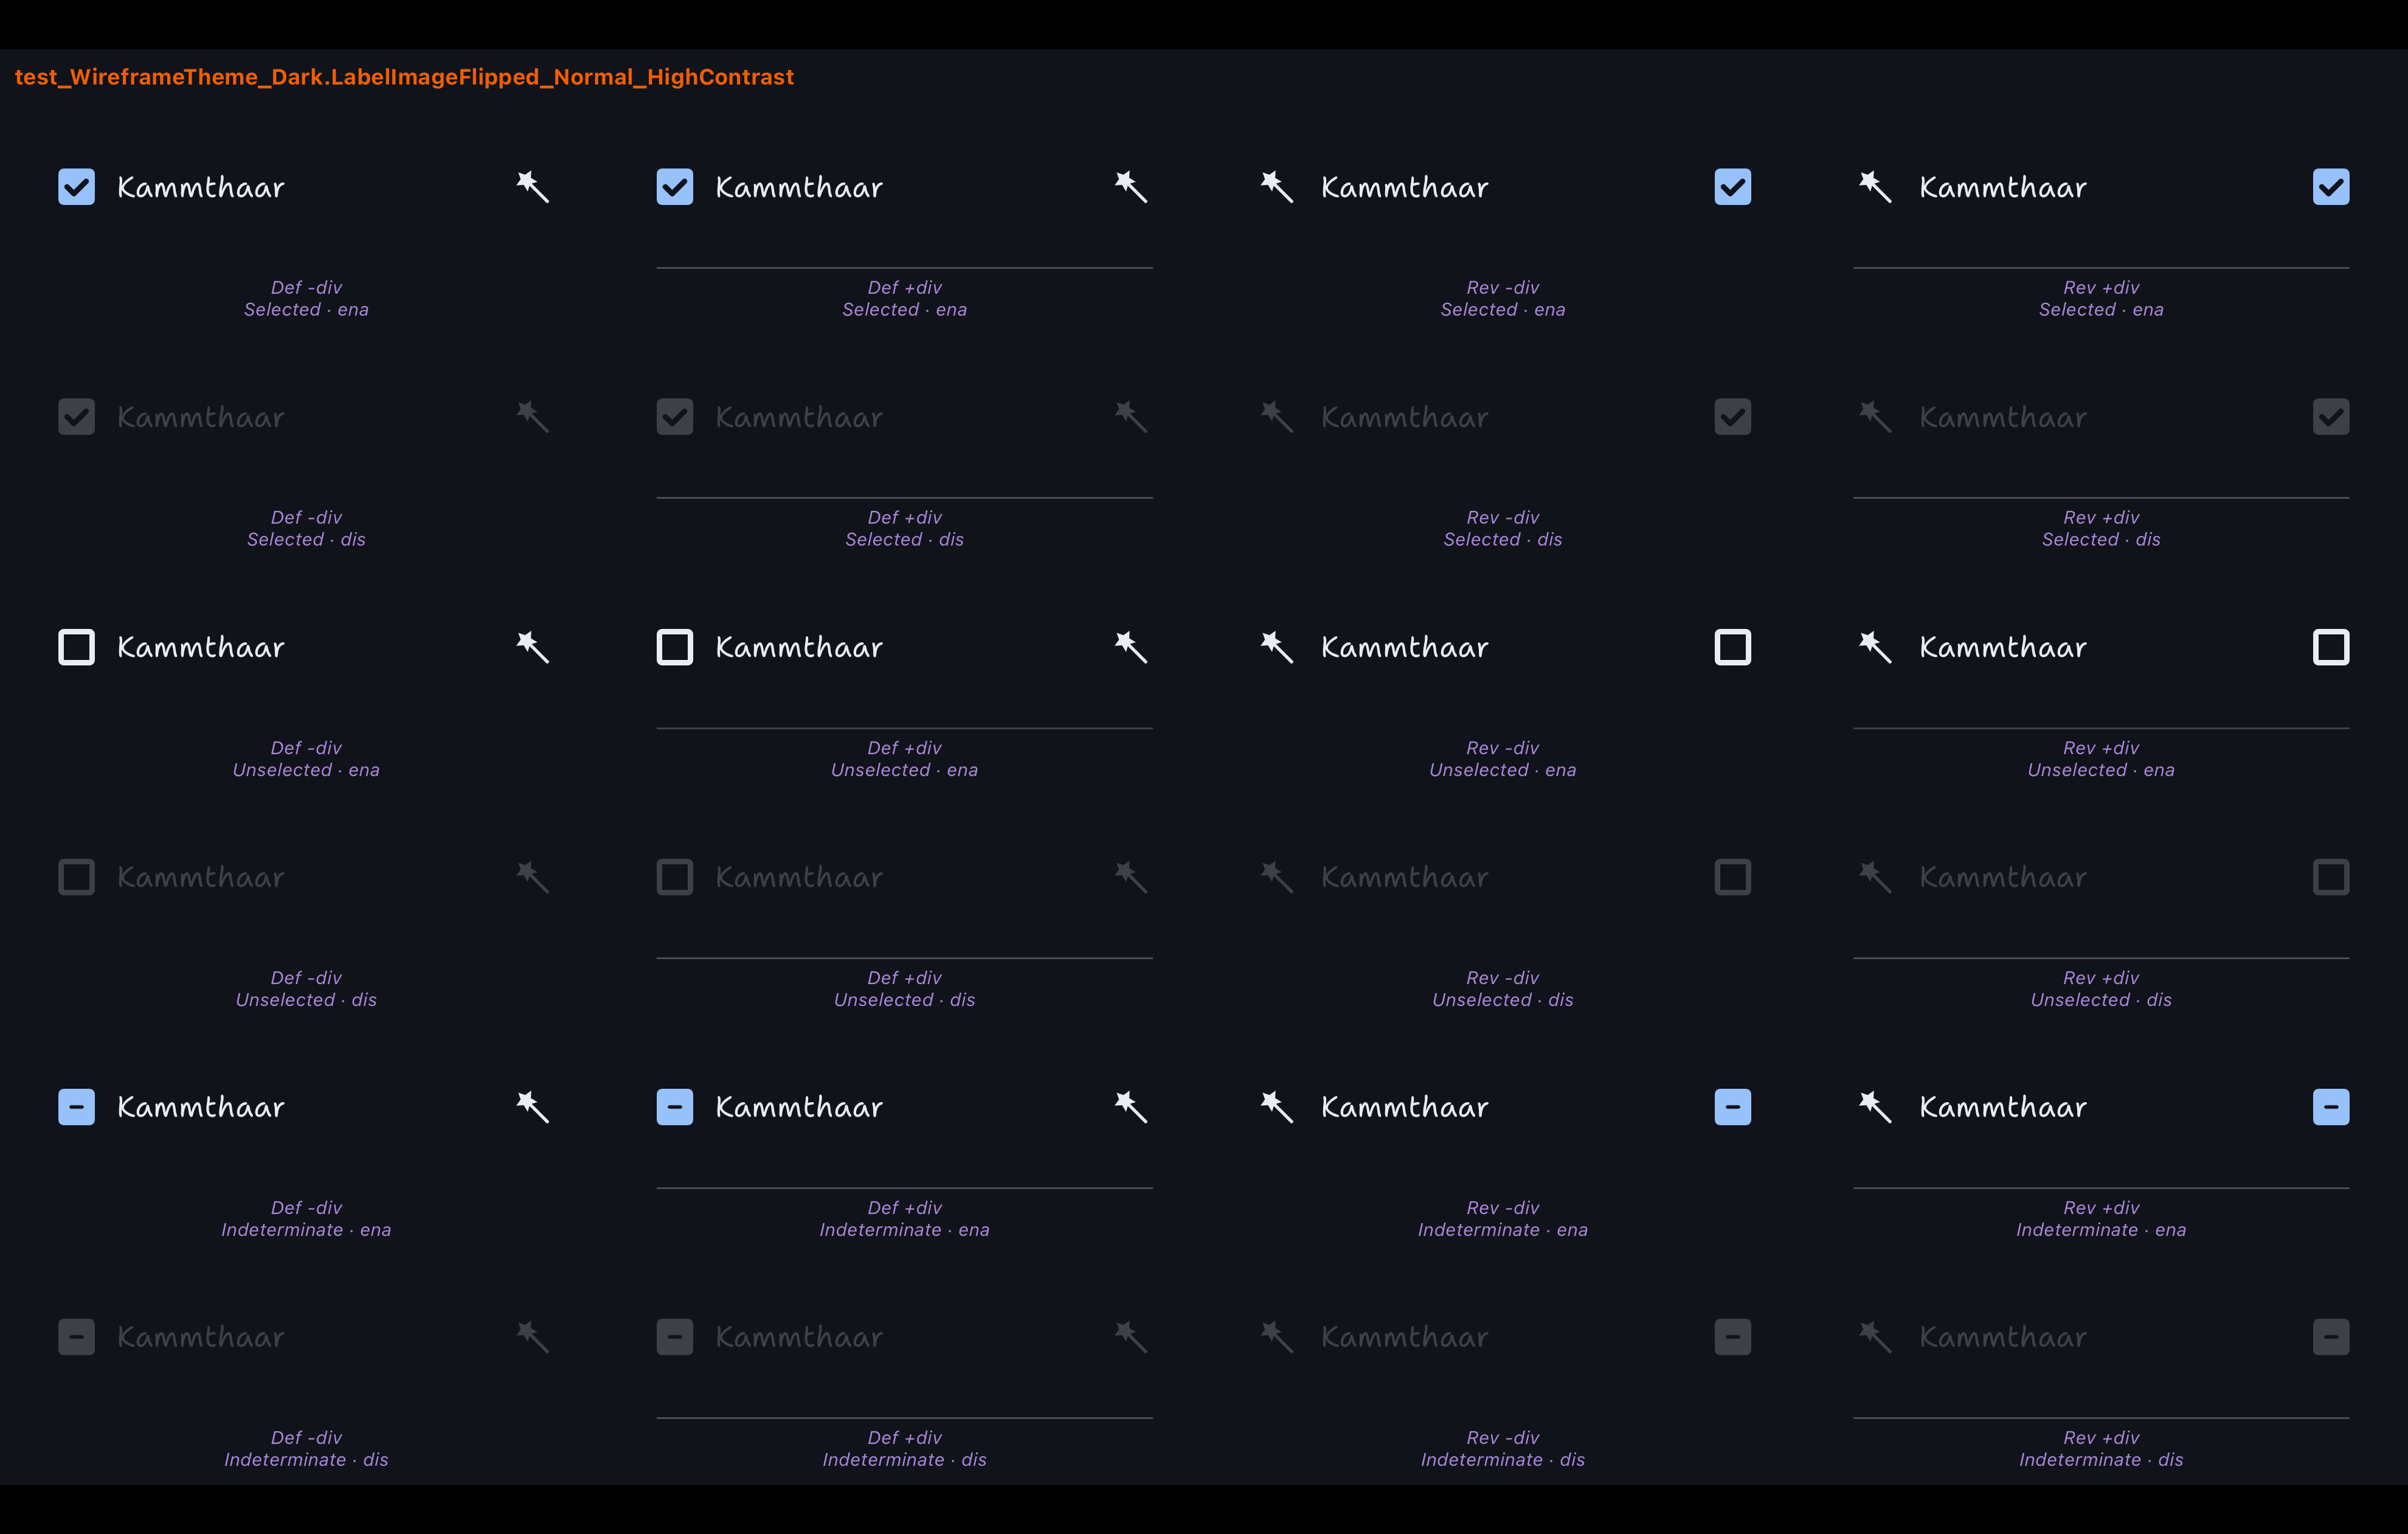 test_WireframeTheme_Dark.LabelImageFlipped_Normal_HighContrast
Kammthaar
Kammthaar
Kammthaar
Kammthaar
Def -div
Selected · ena
Def +div
Selected · ena
Rev -div
Selected · ena
Rev +div
Selected · ena
Kammthaar
Kammthaar
Kammthaar
Kammthaar
Def -div
Selected · dis
Def +div
Selected · dis
Rev -div
Selected · dis
Rev +div
Selected · dis
Kammthaar
Kammthaar
Kammthaar
Kammthaar
Def -div
Unselected · ena
Def +div
Unselected · ena
Rev -div
Unselected · ena
Rev +div
Unselected · ena
Kammthaar
Kammthaar
Kammthaar
Kammthaar
Def -div
Unselected · dis
Def +div
Unselected · dis
Rev -div
Unselected · dis
Rev +div
Unselected · dis
Kammthaar
Kammthaar
Kammthaar
Kammthaar
Def -div
Indeterminate · ena
Def +div
Indeterminate · ena
Rev -div
Indeterminate · ena
Rev +div
Indeterminate · ena
Kammthaar
Kammthaar
Kammthaar
Kammthaar
Def -div
Indeterminate · dis
Def +div
Indeterminate · dis
Rev -div
Indeterminate · dis
Rev +div
Indeterminate · dis